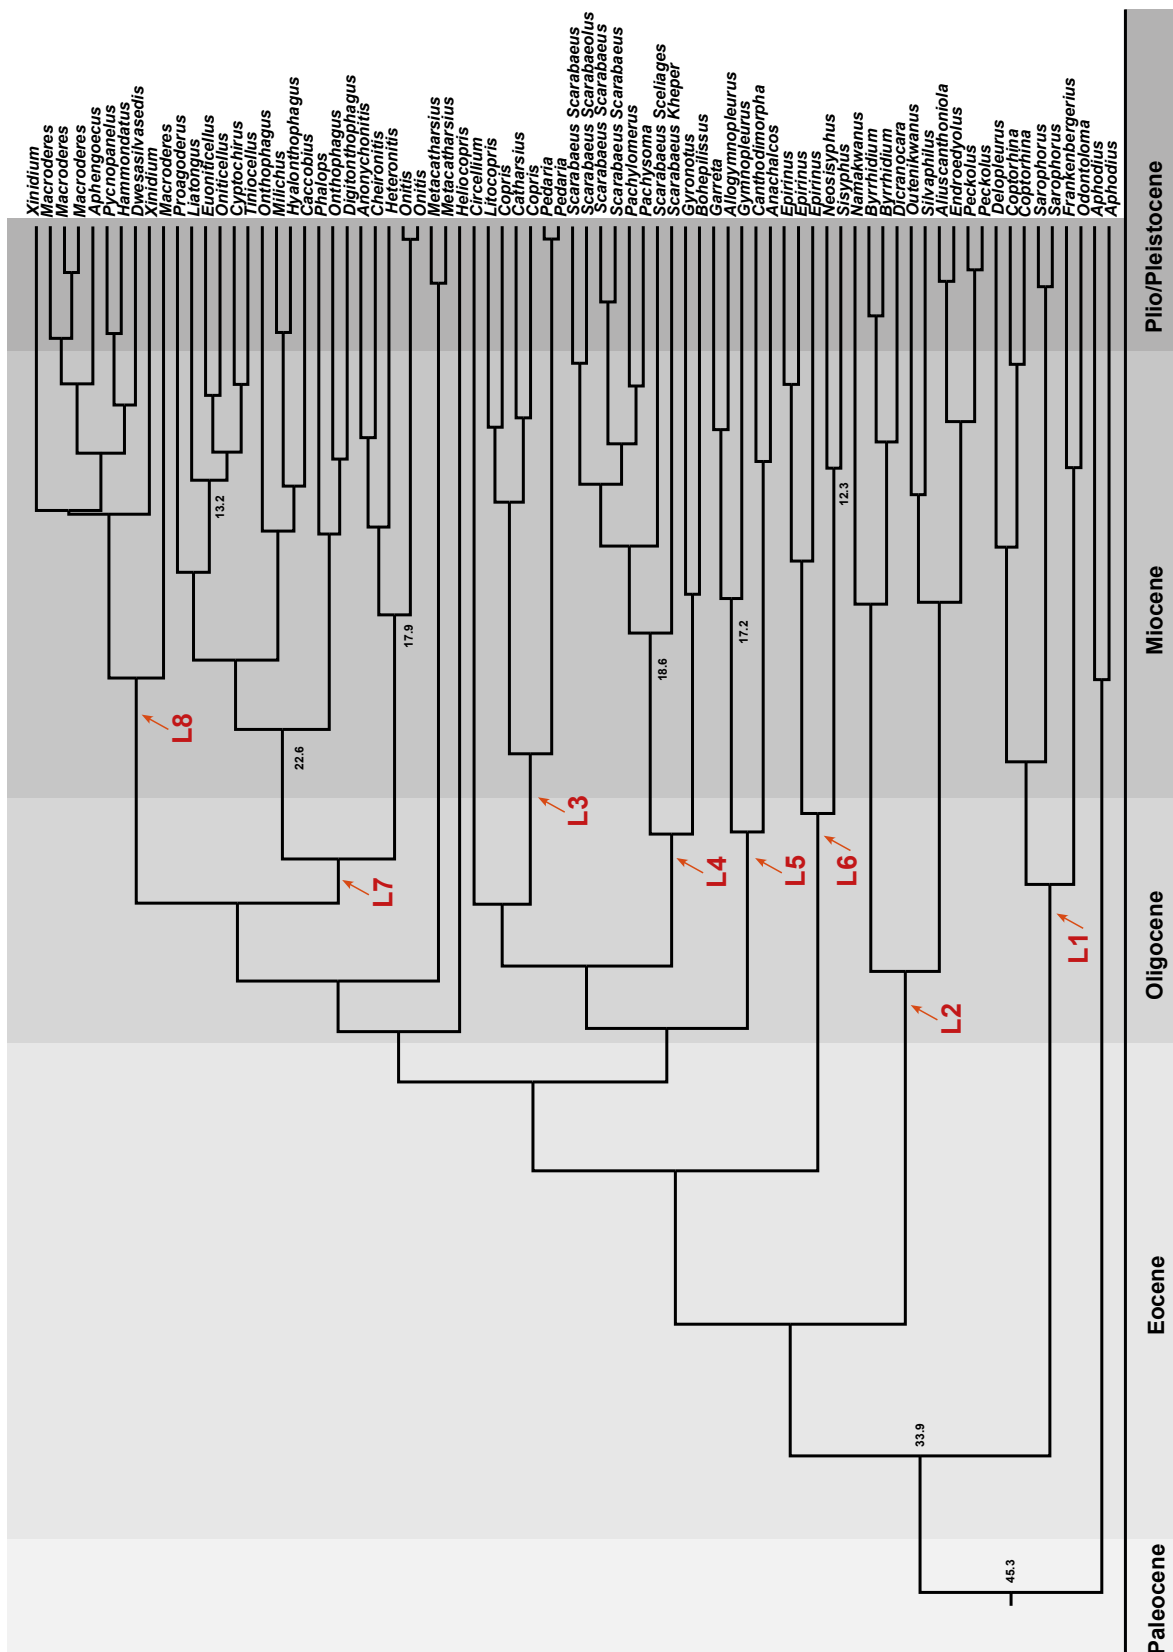 Xinidium
Macroderes
Macroderes
Macroderes
Aphengoecus
Pycnopanelus
Hammondatus
Dwesasilvasedis
Xinidium
Macroderes
Proagoderus
Liatongus
Euoniticellus
Oniticellus
Cyptochirus
Tiniocellus
Onthophagus
Milichus
Hyalonthophagus
Caccobius
Phalops
Onthophagus
Digitonthophagus
Anonychonitis
Cheironitis
Heteronitis
Onitis
Onitis
Metacatharsius
Metacatharsius
Heliocopris
Circellium
Litocopris
Copris
Catharsius
Copris
Pedaria
Pedaria
Scarabaeus Scarabaeus
Scarabaeus Scarabaeolus
Scarabaeus Scarabaeus
Scarabaeus Scarabaeus
Pachylomerus
Pachysoma
Scarabaeus Sceliages
Scarabaeus Kheper
Gyronotus
Bohepilissus
Garreta
Allogymnopleurus
Gymnopleurus
Canthodimorpha
Anachalcos
Epirinus
Epirinus
Epirinus
Neosisyphus
Sisyphus
Namakwanus
Byrrhidium
Byrrhidium
Dicranocara
Outenikwanus
Silvaphilus
Aliuscanthoniola
Endroedyolus
Peckolus
Peckolus
Delopleurus
Coptorhina
Coptorhina
Sarophorus
Sarophorus
Frankenbergerius
Odontoloma
Aphodius
Aphodius
13.2
12.3
17.9
17.2
18.6
22.6
L8
L3
L7
L4
L5
L6
L1
L2
33.9
45.3
Plio/Pleistocene
Miocene
Oligocene
Eocene
Paleocene